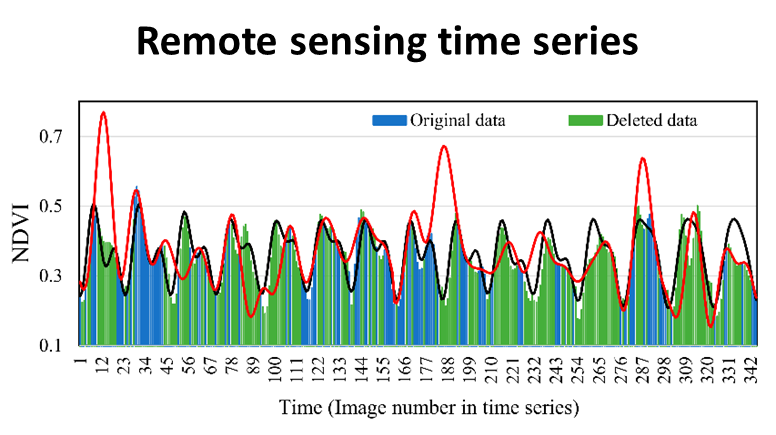 Remote sensing time series
Original data
Deleted data
0.7
0.5
0.3
0.1
NDVI
1 12 23 34 45 56 67 78 89 100 111 122 133 144 155 166 177 188 199 210 221 232 243 254 265 276 287 298 309 320 331 342
Time (Image number in time series)